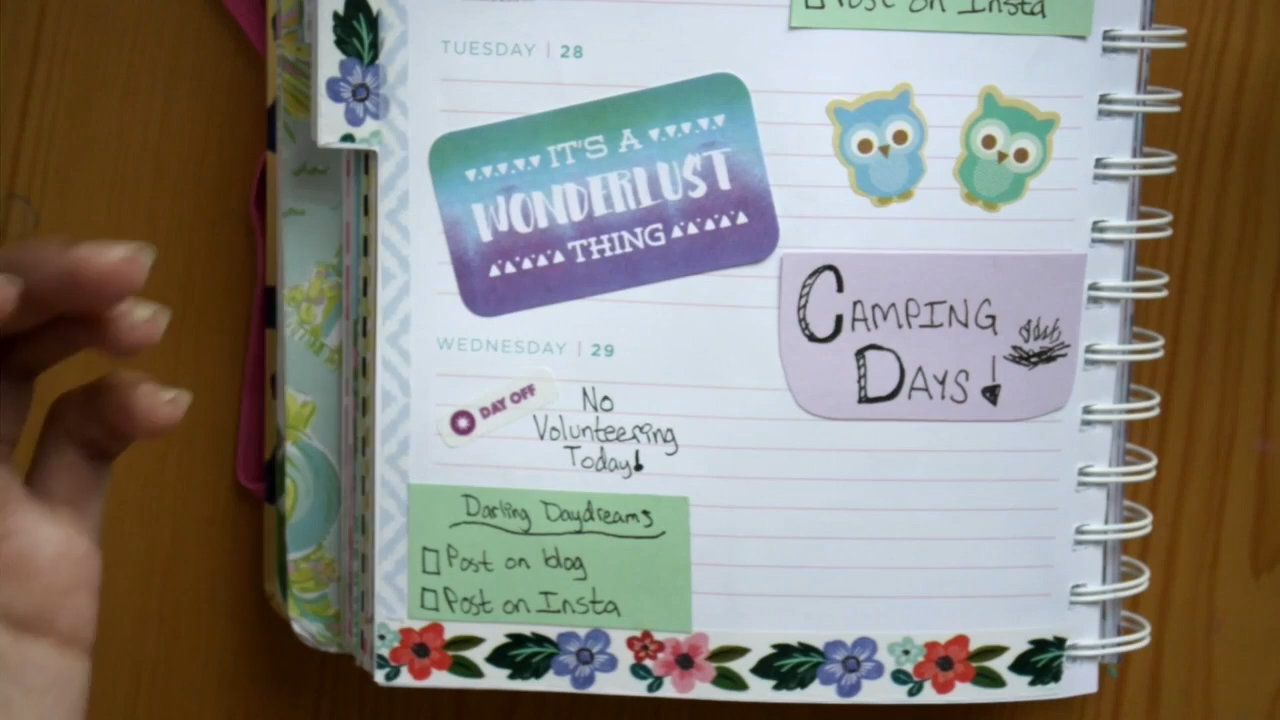 Post on Insta
TUESDAY | 28
IT'S A
WONDERLUST
THING
CAMPING
DAYS!
WEDNESDAY | 29
DAY OFF
No
Volunteering
Today!
Darling Daydreams
Post on blog
Post on Insta